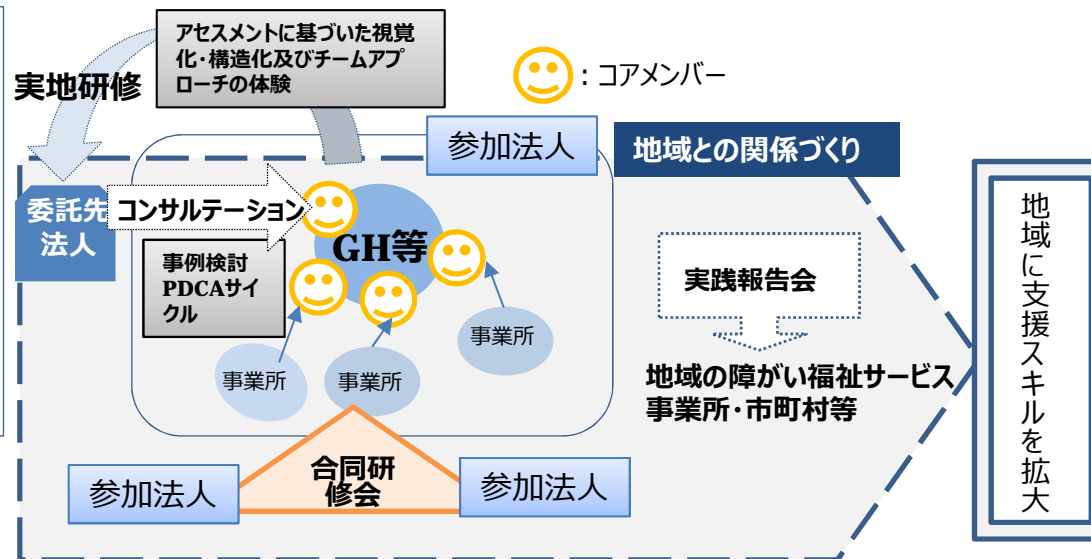 アセスメントに基づいた視覚
化・構造化及びチームアプ
ローチの体験
：コアメンバー
実地研修
参加法人
地域との関係づくり
委託先
法人
コンサルテーション
GH等
事例検討
PDCAサイ
クル
事業所
事業所
事業所
実践報告会
地域の障がい福祉サービス
事業所・市町村等
合同研
修会
参加法人
参加法人
地域に支援スキルを拡大